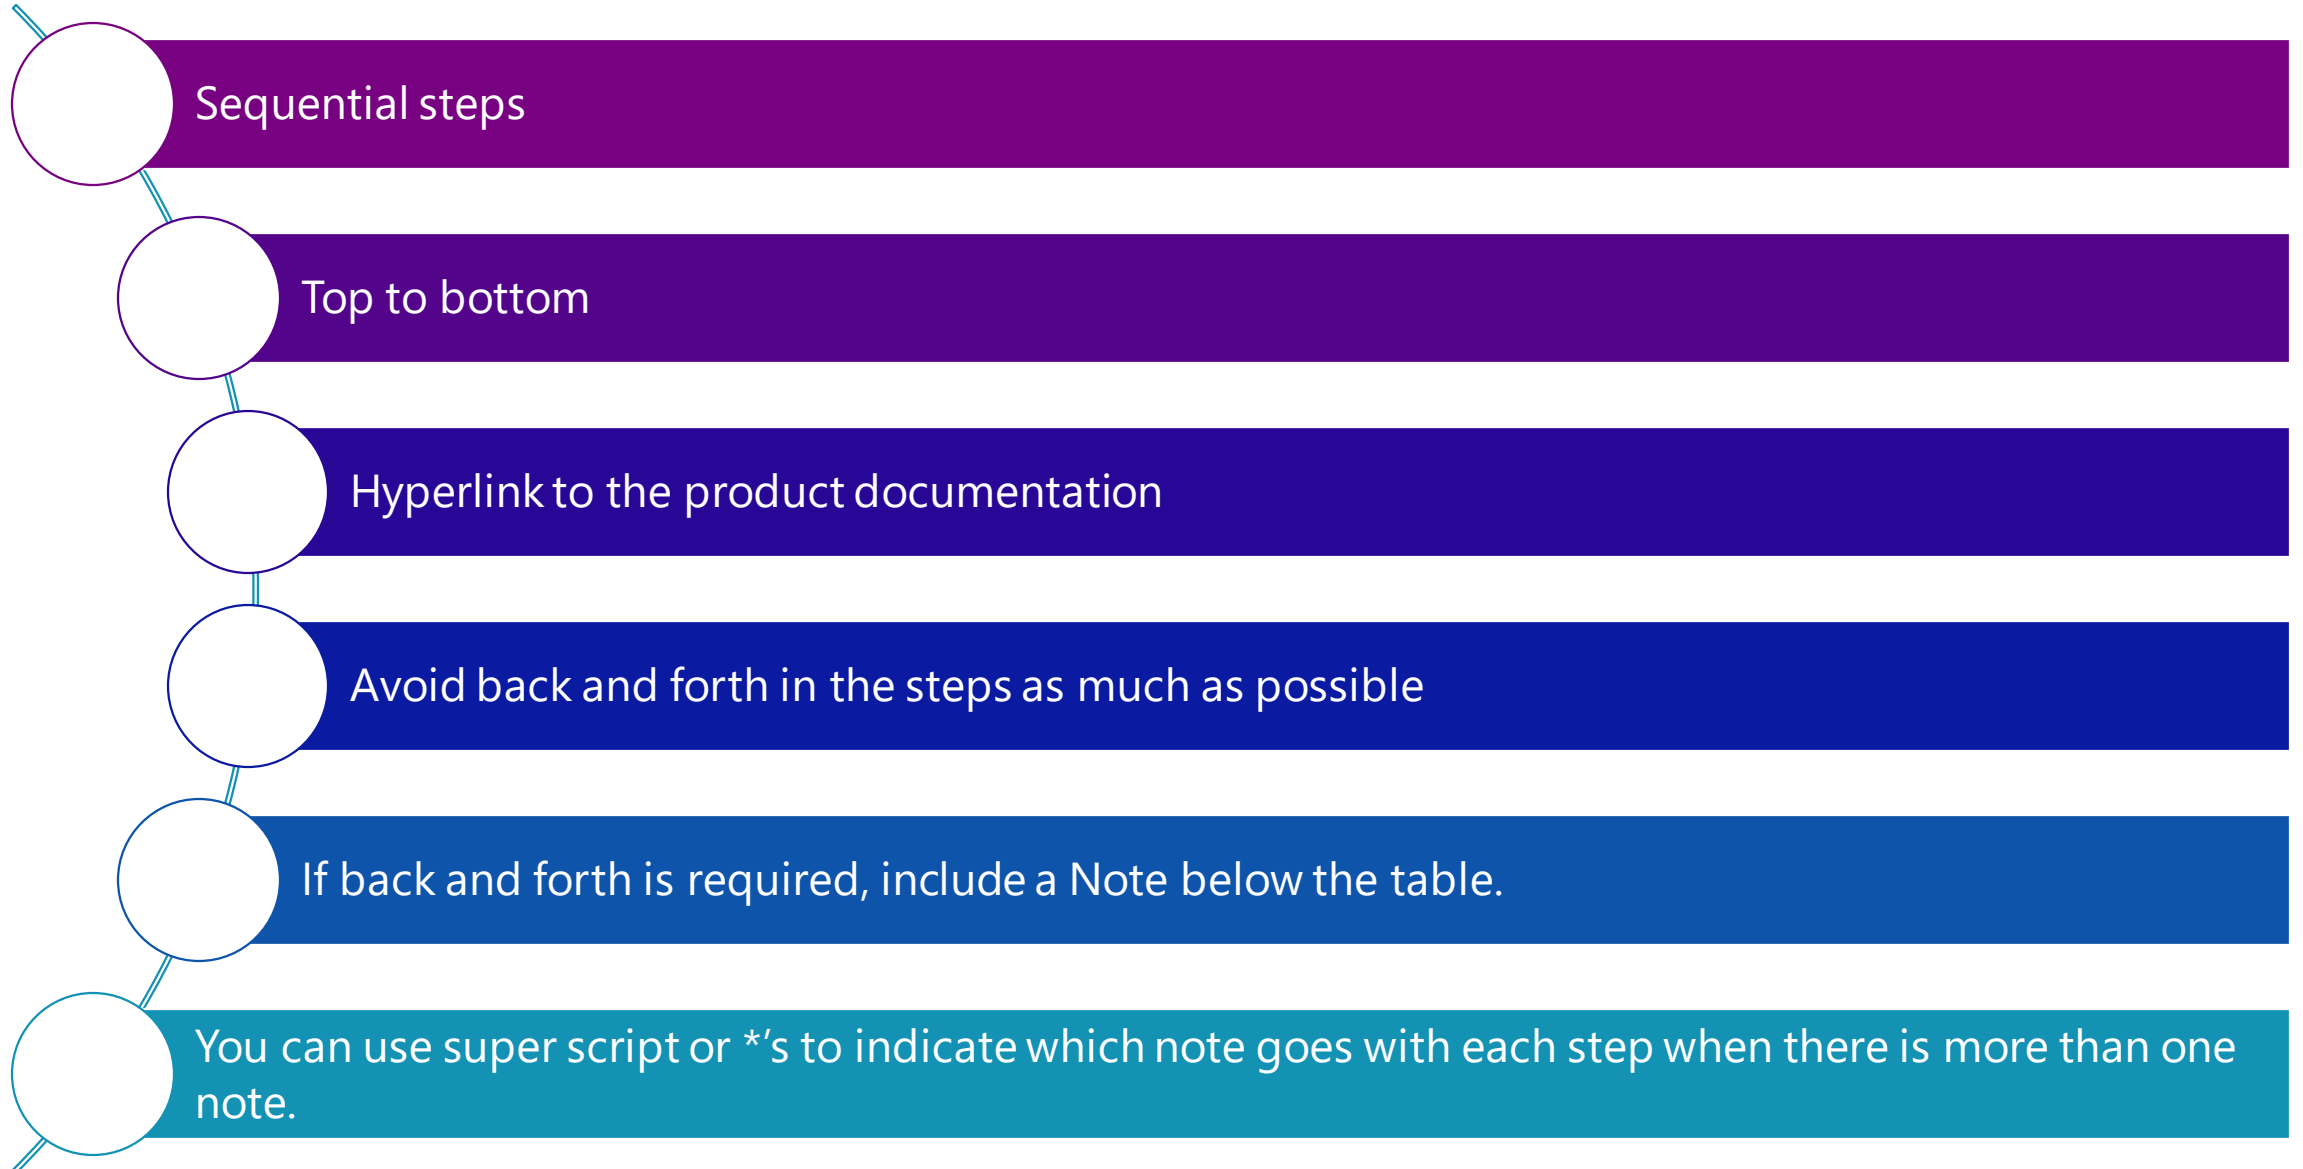 Sequential steps
Top to bottom
Hyperlink to the product documentation
Avoid back and forth in the steps as much as possible
If back and forth is required, include a Note below the table.
You can use super script or *’s to indicate which note goes with each step when there is more than one
note.